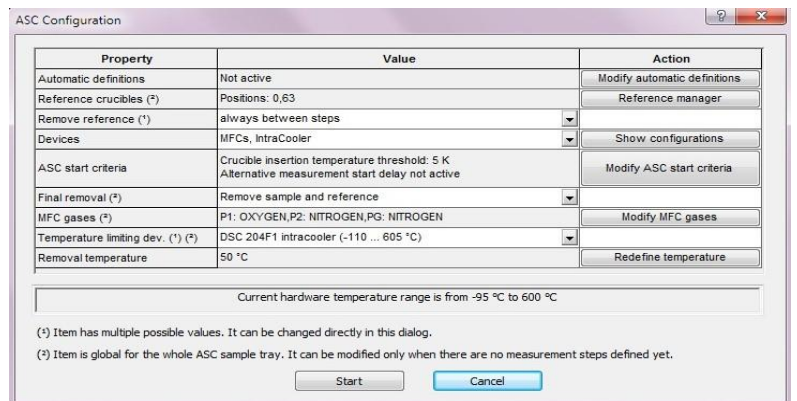 ASC Configuration
Property Value Action
Automatic definitions Not active Modify automatic definitions
Reference crucibles (²) Positions: 0,63 Reference manager
Remove reference (¹) always between steps
Devices MFCs, IntraCooler Show configurations
ASC start criteria Crucible insertion temperature threshold: 5 K
Alternative measurement start delay not active Modify ASC start criteria
Final removal (²) Remove sample and reference
MFC gases (²) P1: OXYGEN,P2: NITROGEN,PG: NITROGEN Modify MFC gases
Temperature limiting dev. (¹) (²) DSC 204F1 intracooler (-110 ... 605 °C)
Removal temperature 50 °C Redefine temperature
Current hardware temperature range is from -95 ºC to 600 ºC
(¹) Item has multiple possible values. It can be changed directly in this dialog.
(²) Item is global for the whole ASC sample tray. It can be modified only when there are no measurement steps defined yet.
Start Cancel